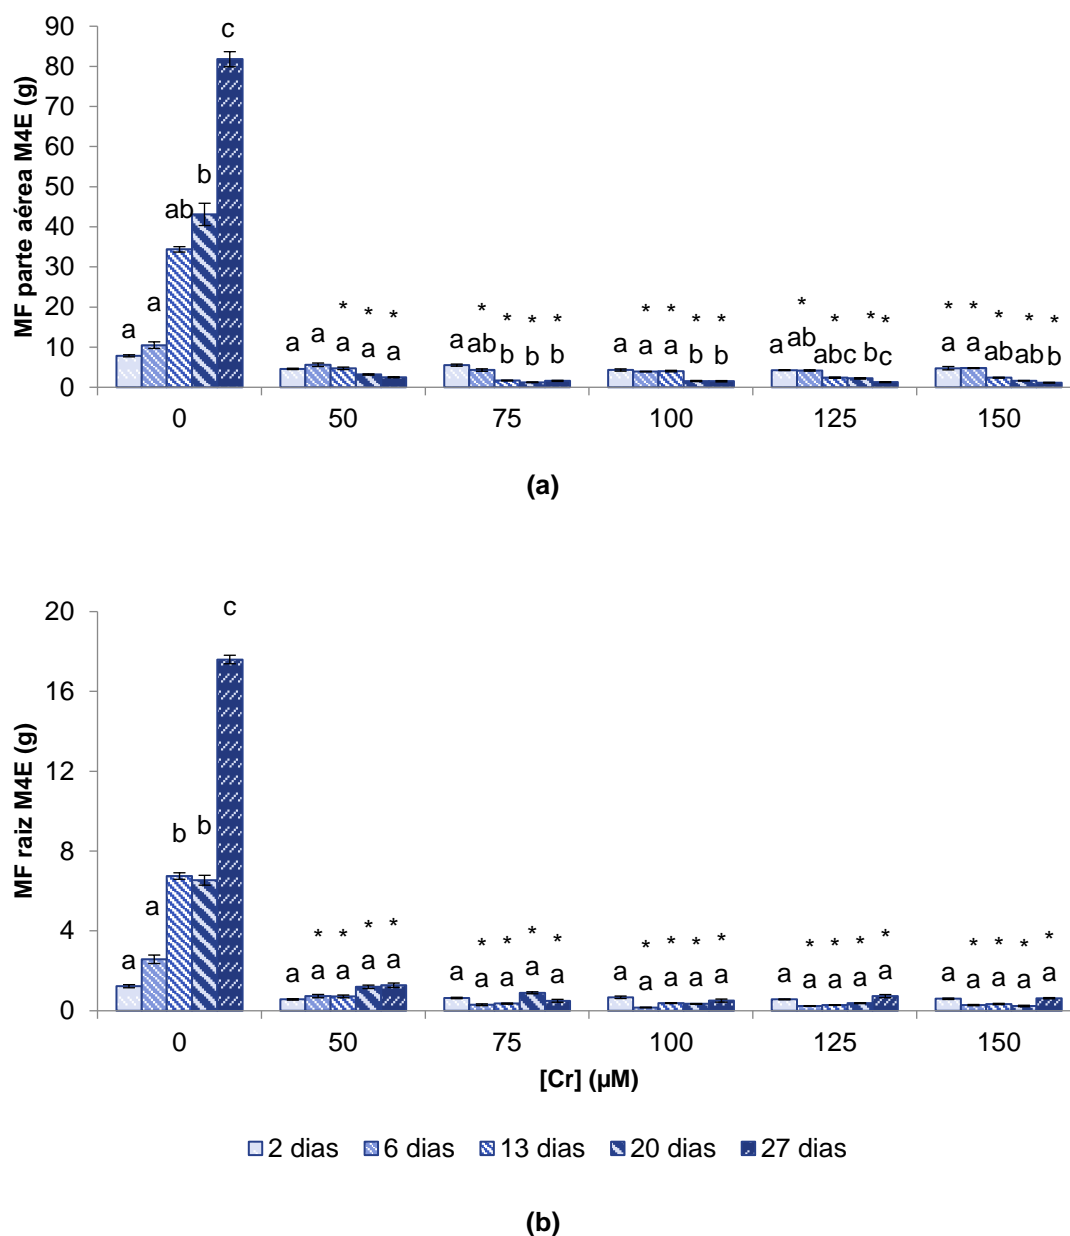 MF parte aérea M4E (g)
90
80
70
60
50
40
30
20
10
0
a a ab b c
a a a a a
* * *
a ab b b b
* * * *
a a a b b
* * * *
a ab abc b c
* * * *
a a ab ab b
* * * * *
0 50 75 100 125 150
(a)
MF raiz M4E (g)
20
16
12
8
4
0
a a b b c
a a a a a
* * * *
a a a a a
* * * *
a a a a a
* * * *
a a a a a
* * * *
a a a a a
* * * *
0 50 75 100 125 150
[Cr] (µM)
2 dias 6 dias 13 dias 20 dias 27 dias
(b)